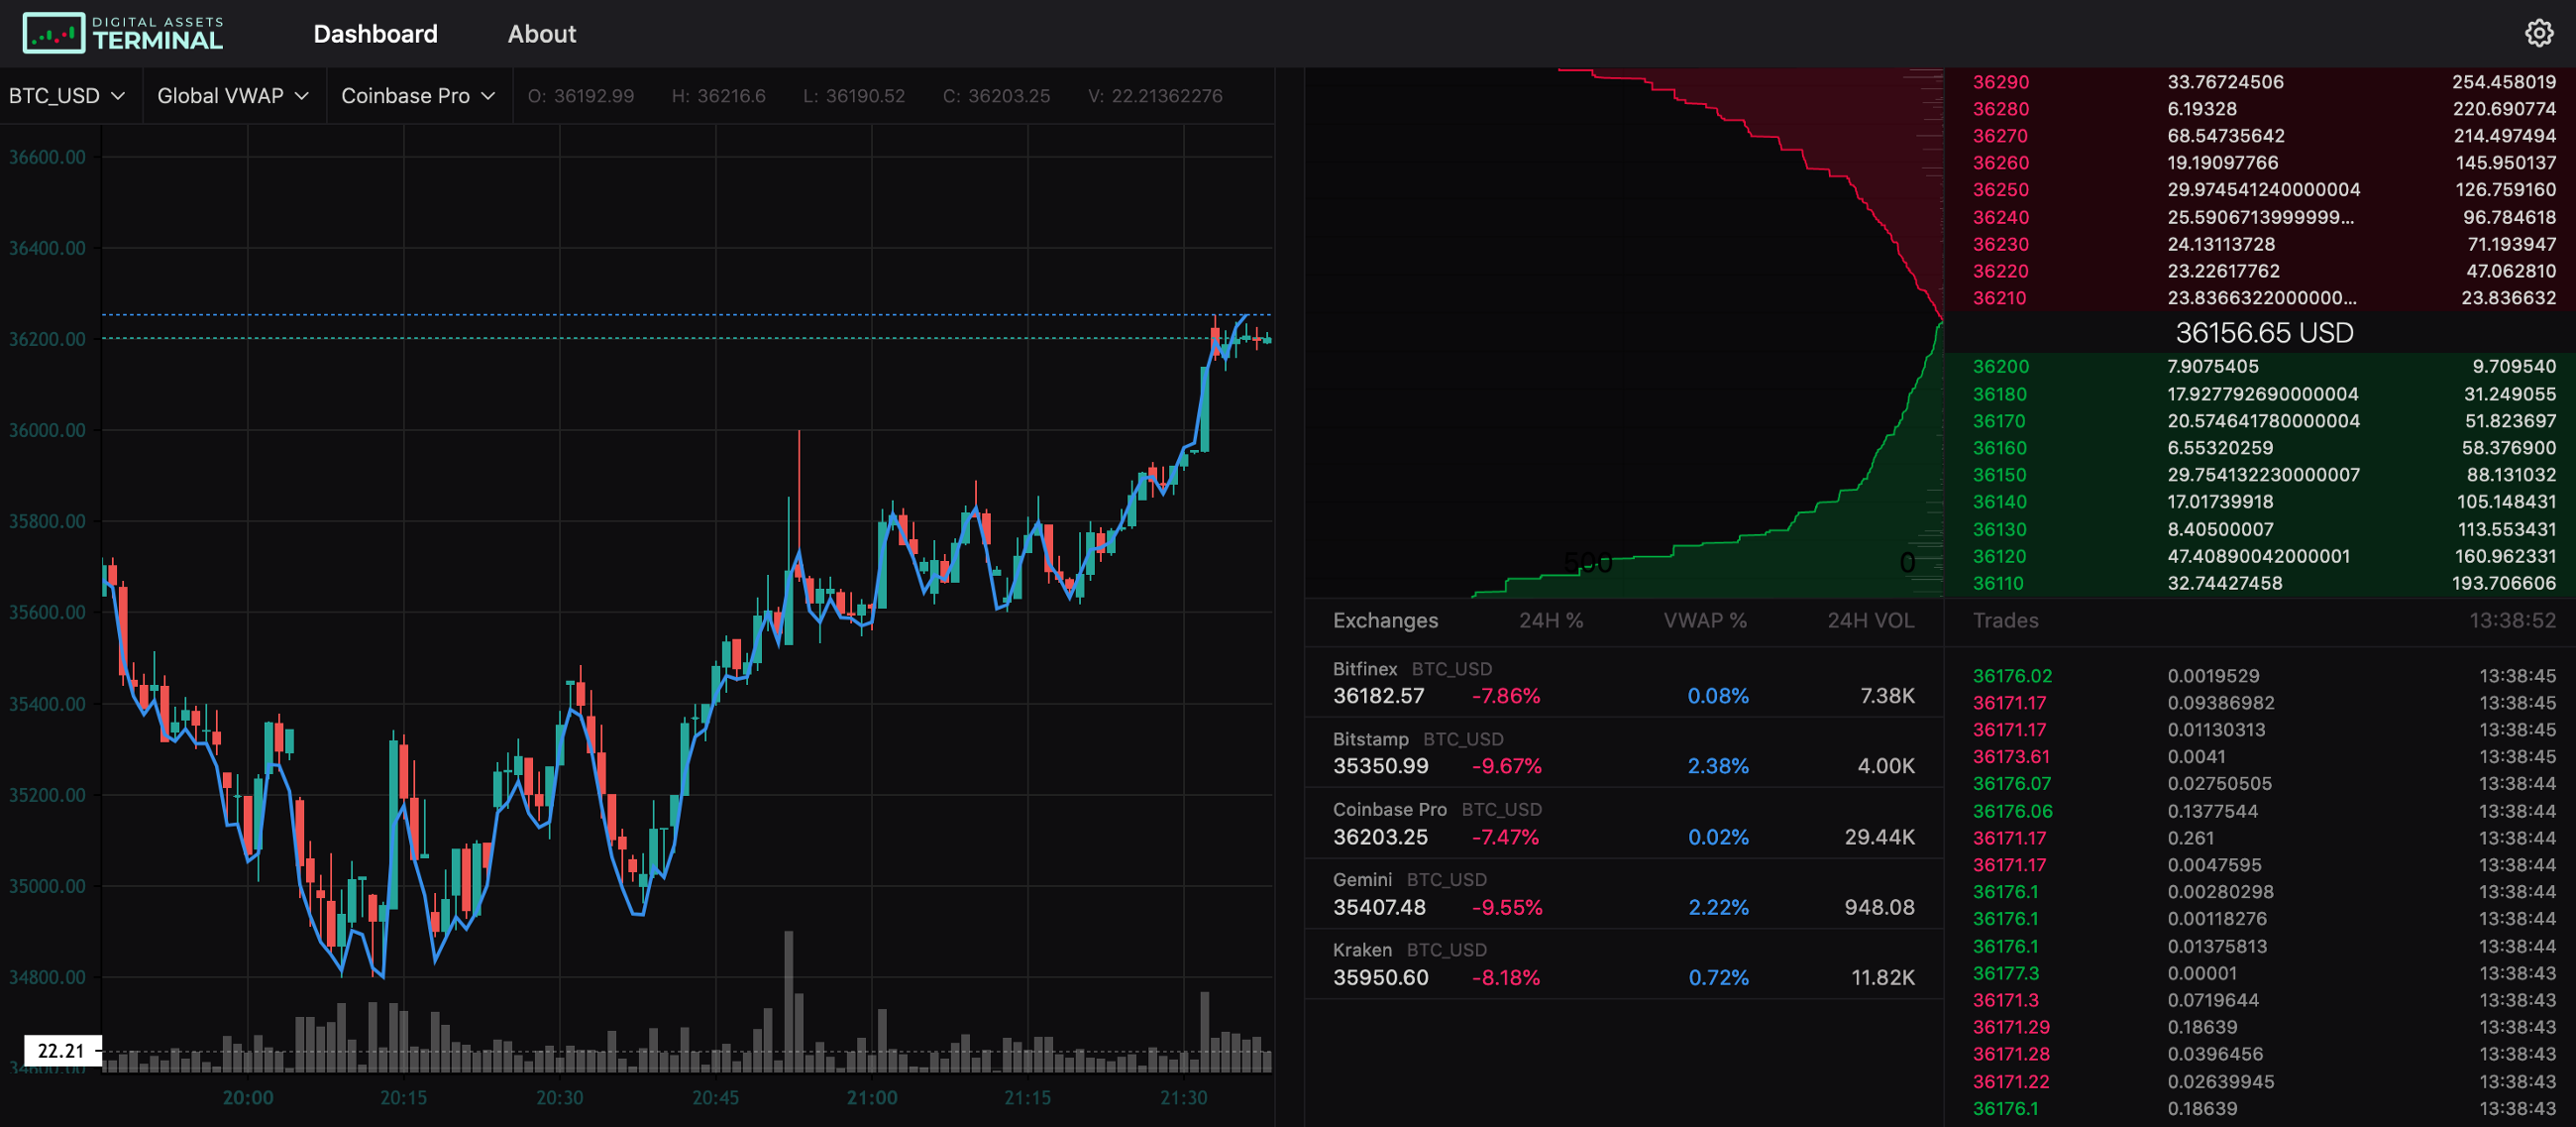 DIGITAL ASSETS
TERMINAL
Dashboard About
BTC_USD Global VWAP Coinbase Pro O: 36192.99 H: 36216.6 L: 36190.52 C: 36203.25 V: 22.21362276
36600.00
36400.00
36200.00
36000.00
35800.00
35600.00
35400.00
35200.00
35000.00
34800.00
22.21
20:00 20:15 20:30 20:45 21:00 21:15 21:30
500 0
36290 33.76724506 254.458019
36280 6.19328 220.690774
36270 68.54735642 214.497494
36260 19.19097766 145.950137
36250 29.974541240000004 126.759160
36240 25.5906713999999... 96.784618
36230 24.13113728 71.193947
36220 23.22617762 47.062810
36210 23.8366322000000... 23.836632
36156.65 USD
36200 7.9075405 9.709540
36180 17.927792690000004 31.249055
36170 20.574641780000004 51.823697
36160 6.55320259 58.376900
36150 29.754132230000007 88.131032
36140 17.01739918 105.148431
36130 8.40500007 113.553431
36120 47.40890042000001 160.962331
36110 32.74427458 193.706606
Exchanges 24H % VWAP % 24H VOL
Bitfinex BTC_USD
36182.57 -7.86% 0.08% 7.38K
Bitstamp BTC_USD
35350.99 -9.67% 2.38% 4.00K
Coinbase Pro BTC_USD
36203.25 -7.47% 0.02% 29.44K
Gemini BTC_USD
35407.48 -9.55% 2.22% 948.08
Kraken BTC_USD
35950.60 -8.18% 0.72% 11.82K
Trades 13:38:52
36176.02 0.0019529 13:38:45
36171.17 0.09386982 13:38:45
36171.17 0.01130313 13:38:45
36173.61 0.0041 13:38:45
36176.07 0.02750505 13:38:44
36176.06 0.1377544 13:38:44
36171.17 0.261 13:38:44
36171.17 0.0047595 13:38:44
36176.1 0.00280298 13:38:44
36176.1 0.00118276 13:38:44
36176.1 0.01375813 13:38:44
36177.3 0.00001 13:38:43
36171.3 0.0719644 13:38:43
36171.29 0.18639 13:38:43
36171.28 0.0396456 13:38:43
36171.22 0.02639945 13:38:43
36176.1 0.18639 13:38:43